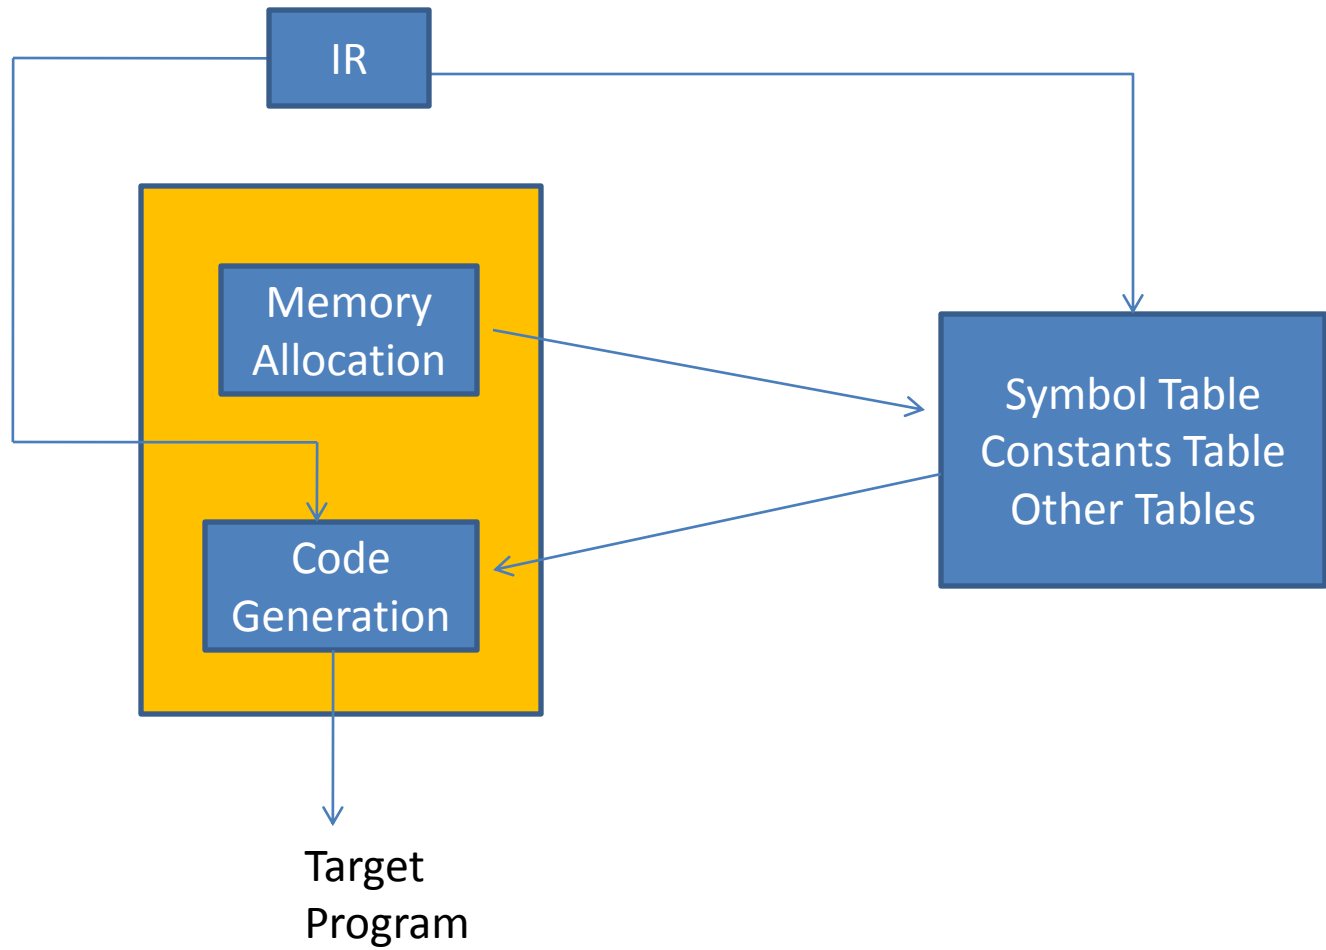 IR
Memory
Allocation
Symbol Table
Constants Table
Other Tables
Code
Generation
Target
Program